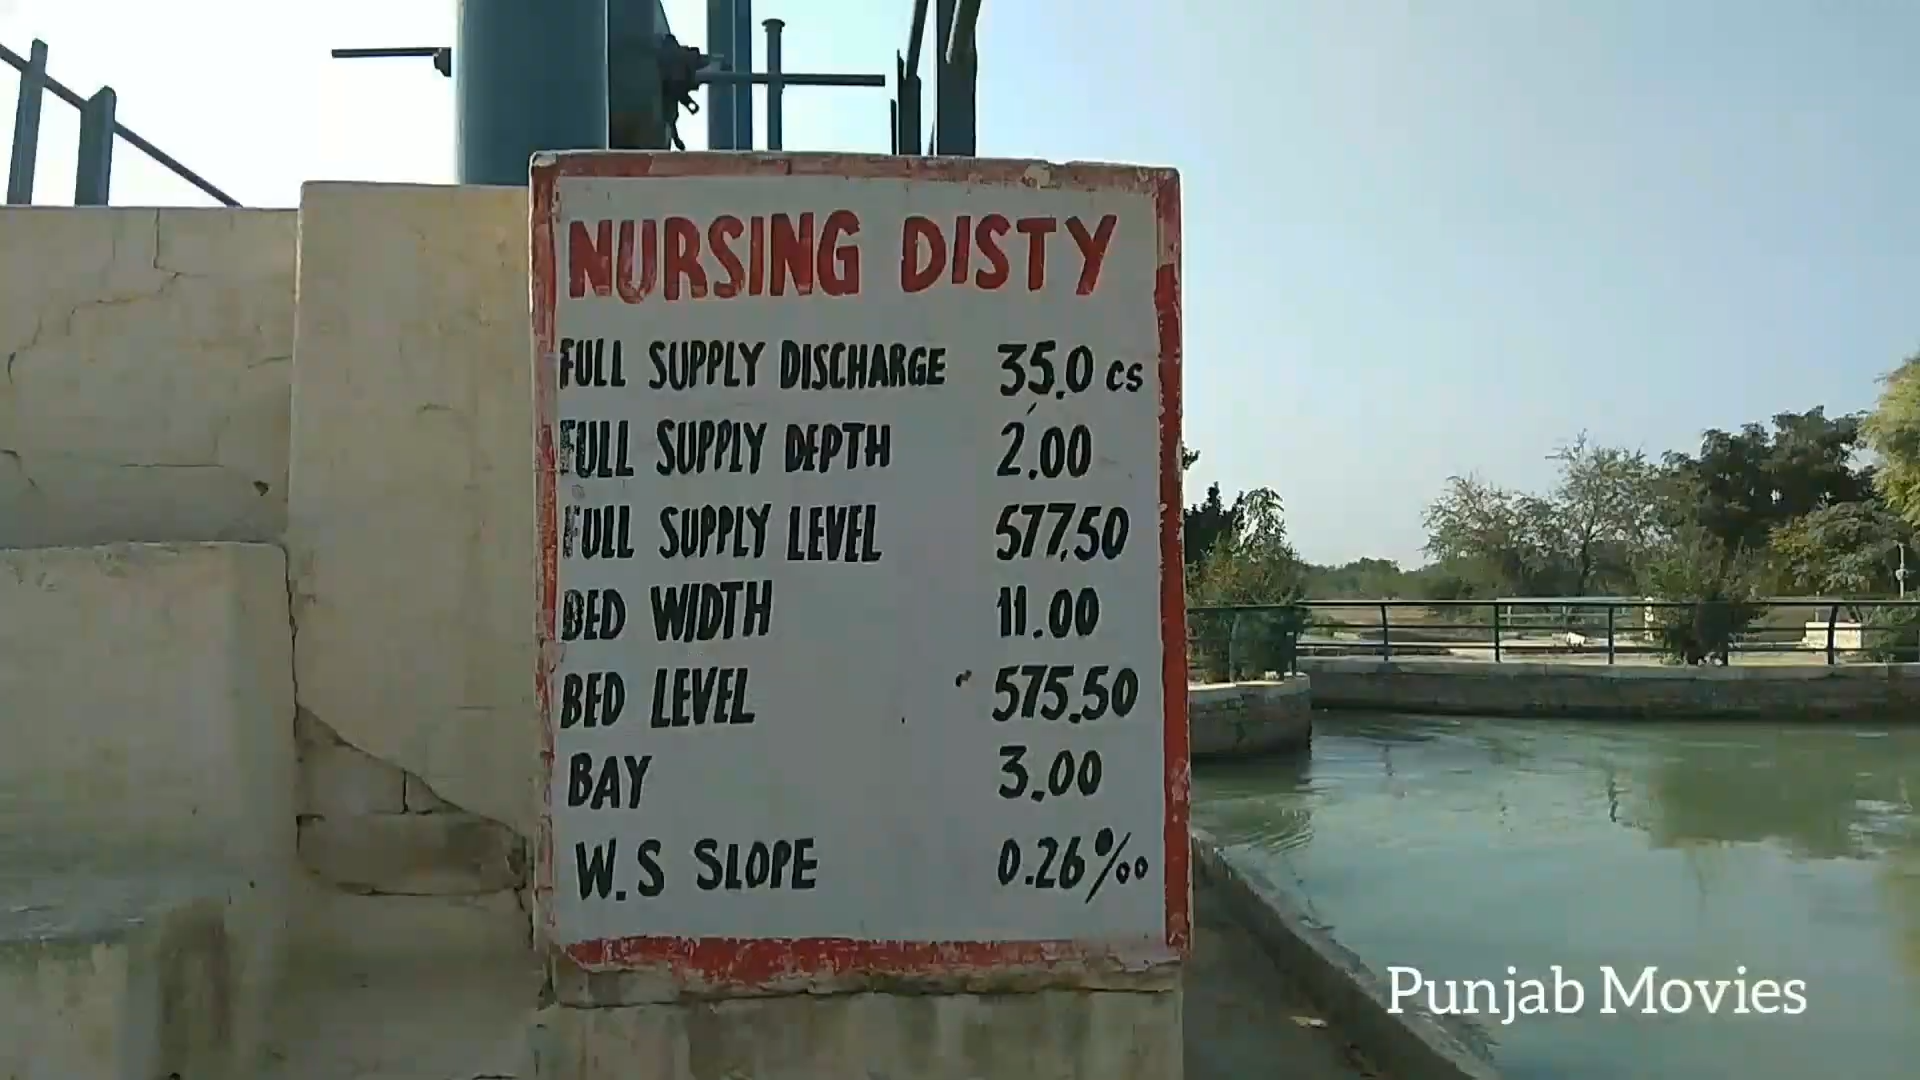 NURSING DISTY
FULL SUPPLY DISCHARGE 35.0 cs
FULL SUPPLY DEPTH 2.00
FULL SUPPLY LEVEL 577.50
BED WIDTH 11.00
BED LEVEL 575.50
BAY 3.00
W.S SLOPE 0.26‰
Punjab Movies